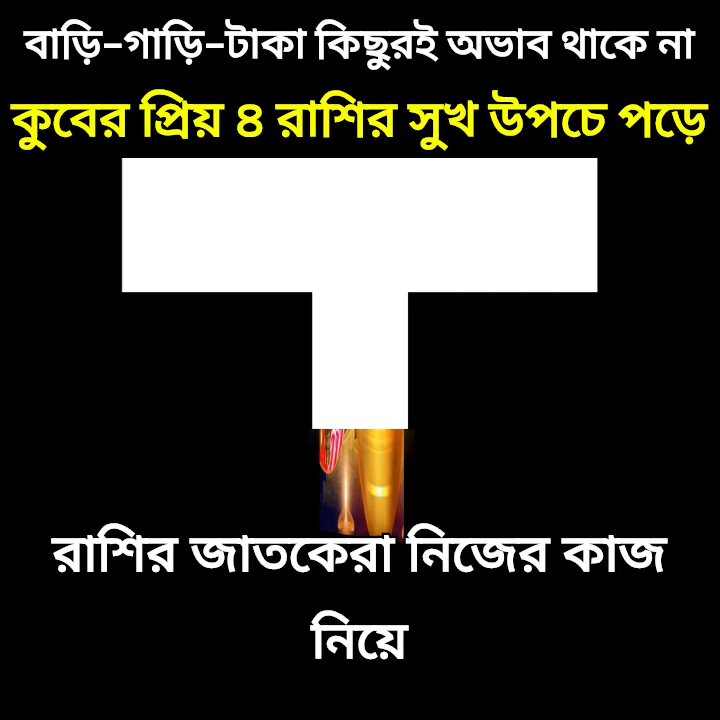 বাড়ি-গাড়ি-টাকা কিছুরই অভাব থাকে না
কুবের প্রিয় ৪ রাশির সুখ উপচে পড়ে
রাশির জাতকেরা নিজের কাজ
নিয়ে